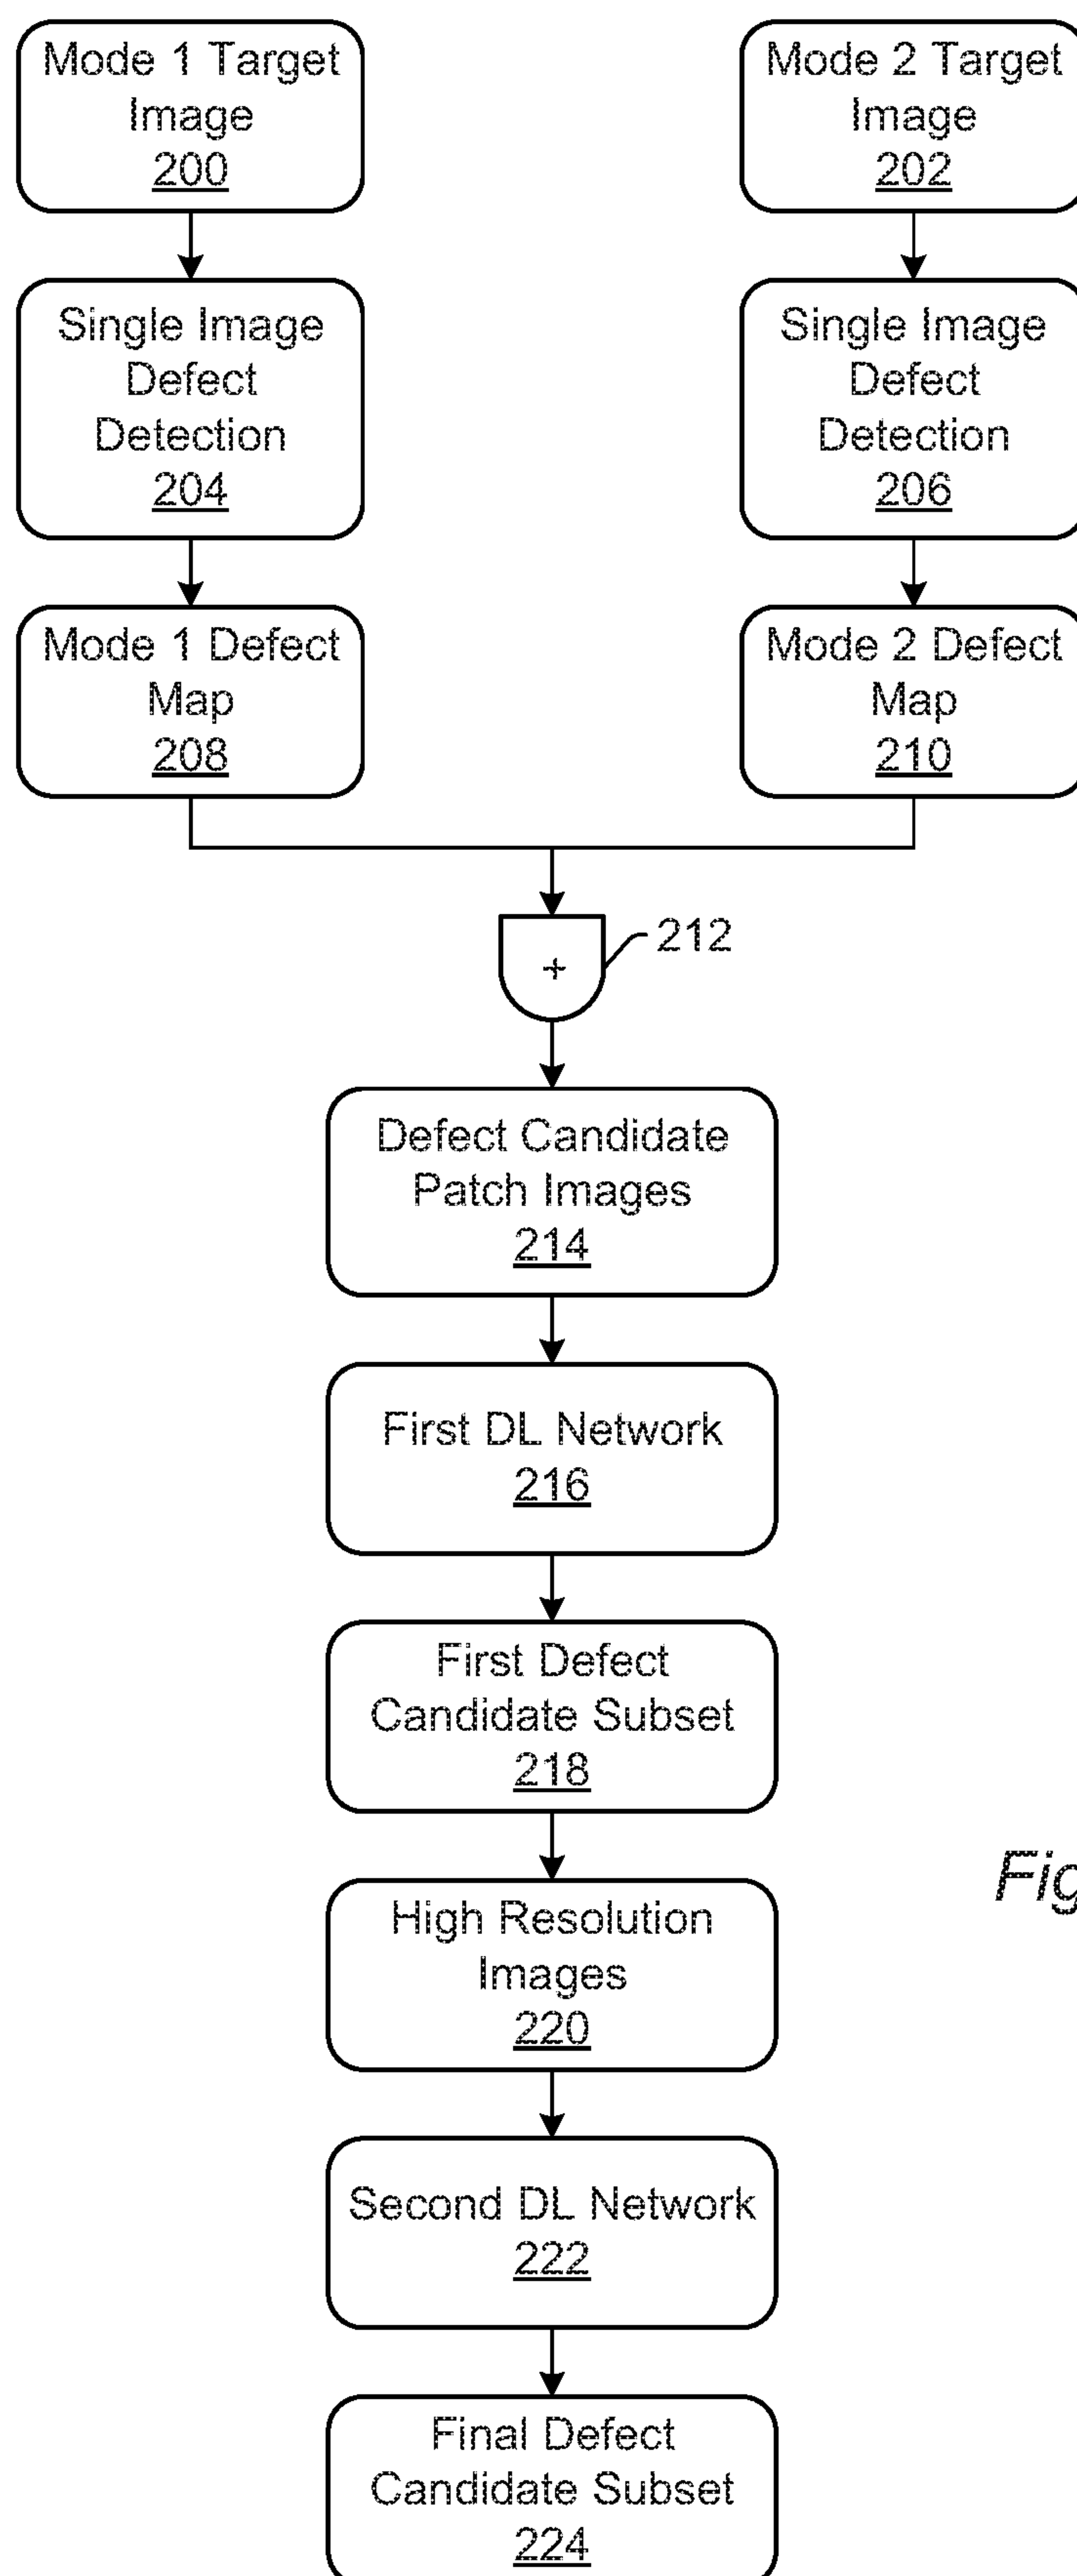 Mode 1 Target
Image
200
Mode 2 Target
Image
202
Single Image
Defect
Detection
204
Single Image
Defect
Detection
206
Mode 1 Defect
Map
208
Mode 2 Defect
Map
210
+
212
Defect Candidate
Patch Images
214
First DL Network
216
First Defect
Candidate Subset
218
High Resolution
Images
220
Fig
Second DL Network
222
Final Defect
Candidate Subset
224